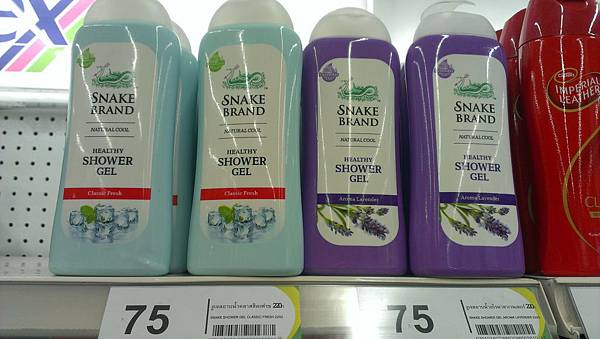 SNAKE
BRAND
NATURAL COOL
HEALTHY
SHOWER
GEL
Classic Fresh
SNAKE
BRAND
NATURAL COOL
HEALTHY
SHOWER
GEL
Classic Fresh
SNAKE
BRAND
NATURAL COOL
HEALTHY
SHOWER
GEL
Aroma Lavender
SNAKE
BRAND
NATURAL COOL
HEALTHY
SHOWER
GEL
Aroma Lavender
Cussons
IMPERIAL
LEATHER
75
SNAKE SHOWER GEL CLASSIC FRESH
75
SNAKE SHOWER GEL AROMA LAVENDER